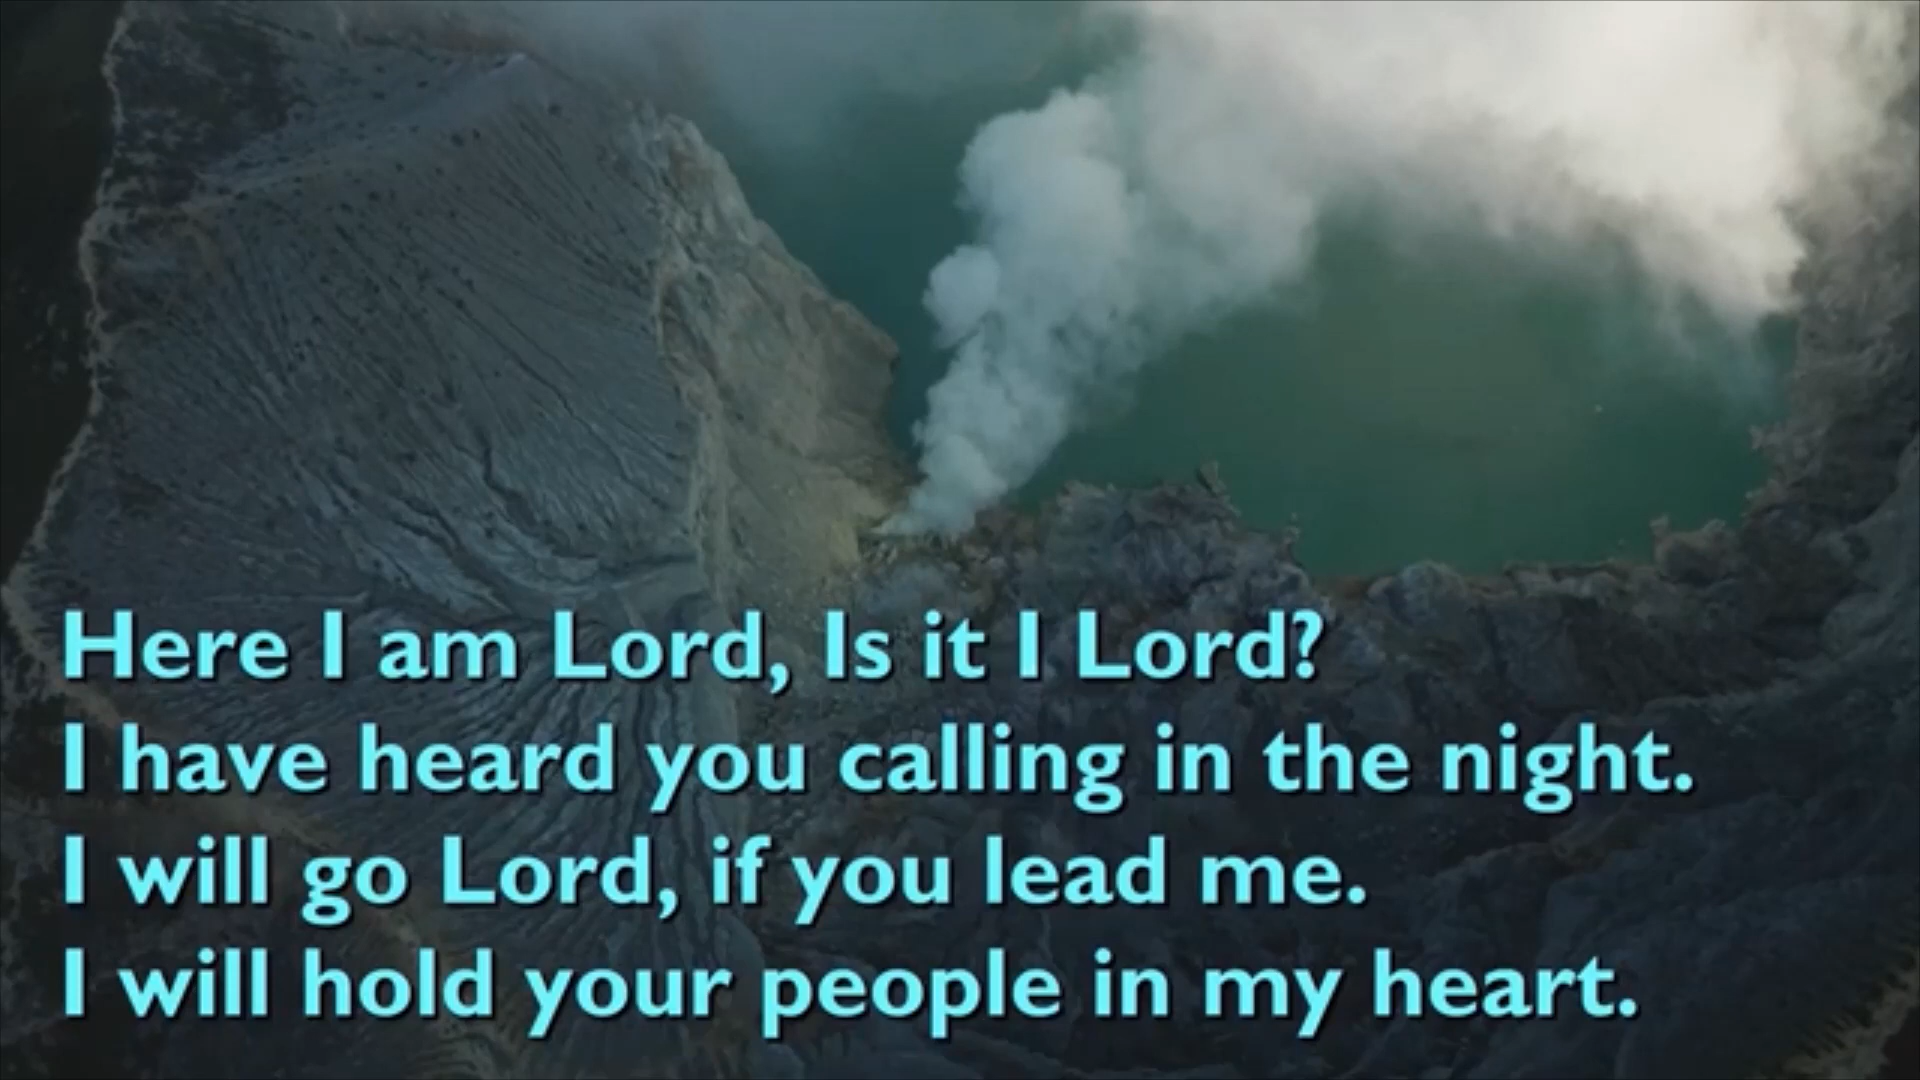 Here I am Lord, Is it I Lord?
I have heard you calling in the night.
I will go Lord, if you lead me.
I will hold your people in my heart.